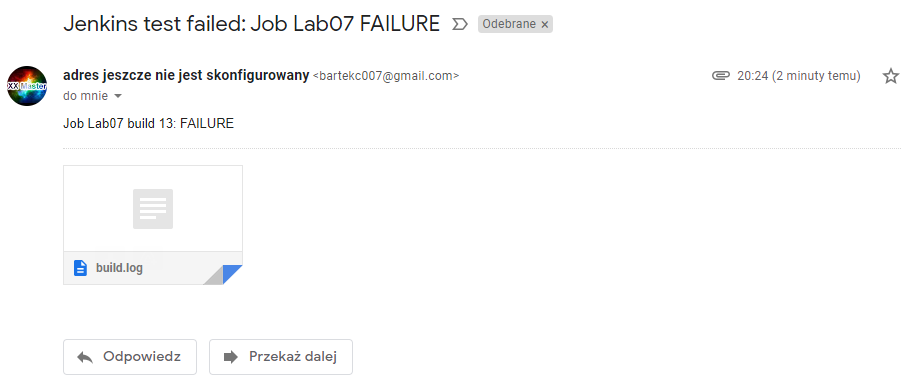 Jenkins test failed: Job Lab07 FAILURE Odebrane ×
XX Master
adres jeszcze nie jest skonfigurowany <bartekc007@gmail.com> 20:24 (2 minuty temu)
do mnie
Job Lab07 build 13: FAILURE
build.log
Odpowiedz Przekaż dalej